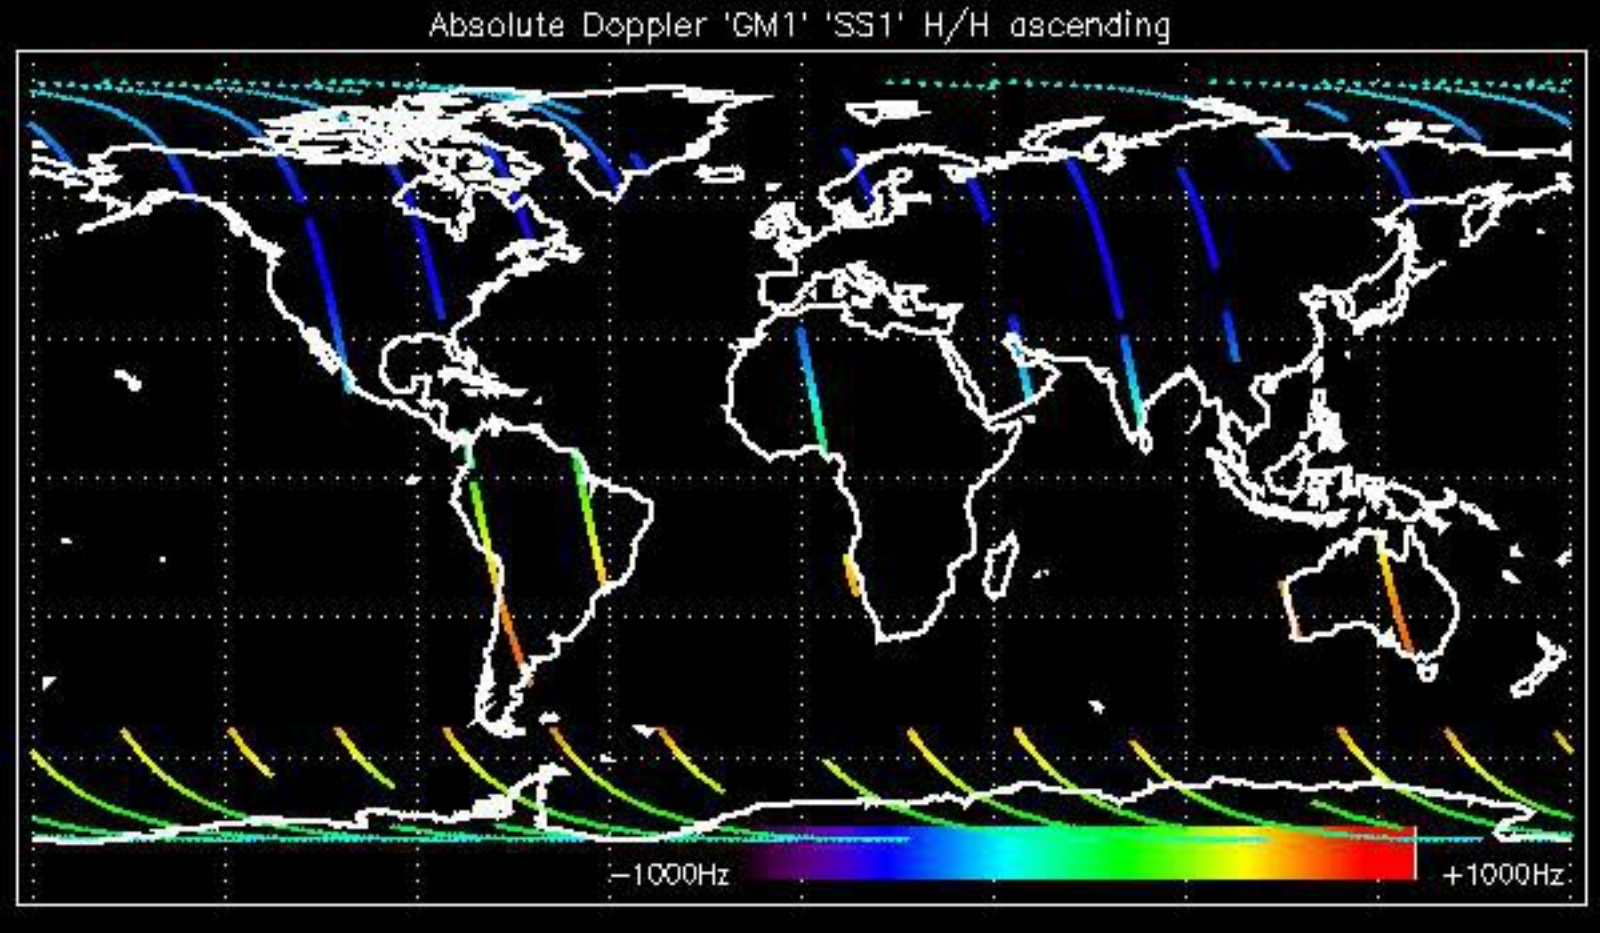 Absolute Doppler 'GM1' 'SS1' H/H ascending
−1000Hz
+1000Hz